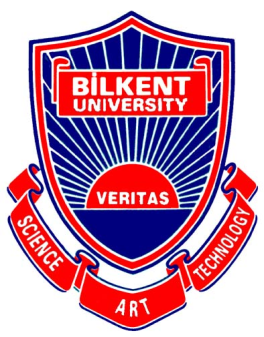 BİLKENT
UNIVERSITY
VERITAS
SCIENCE
ART
TECHNOLOGY